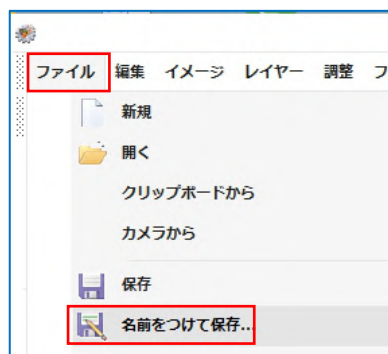 ファイル 編集 イメージ レイヤー 調整 フ
新規
開く
クリップボードから
カメラから
保存
名前をつけて保存...